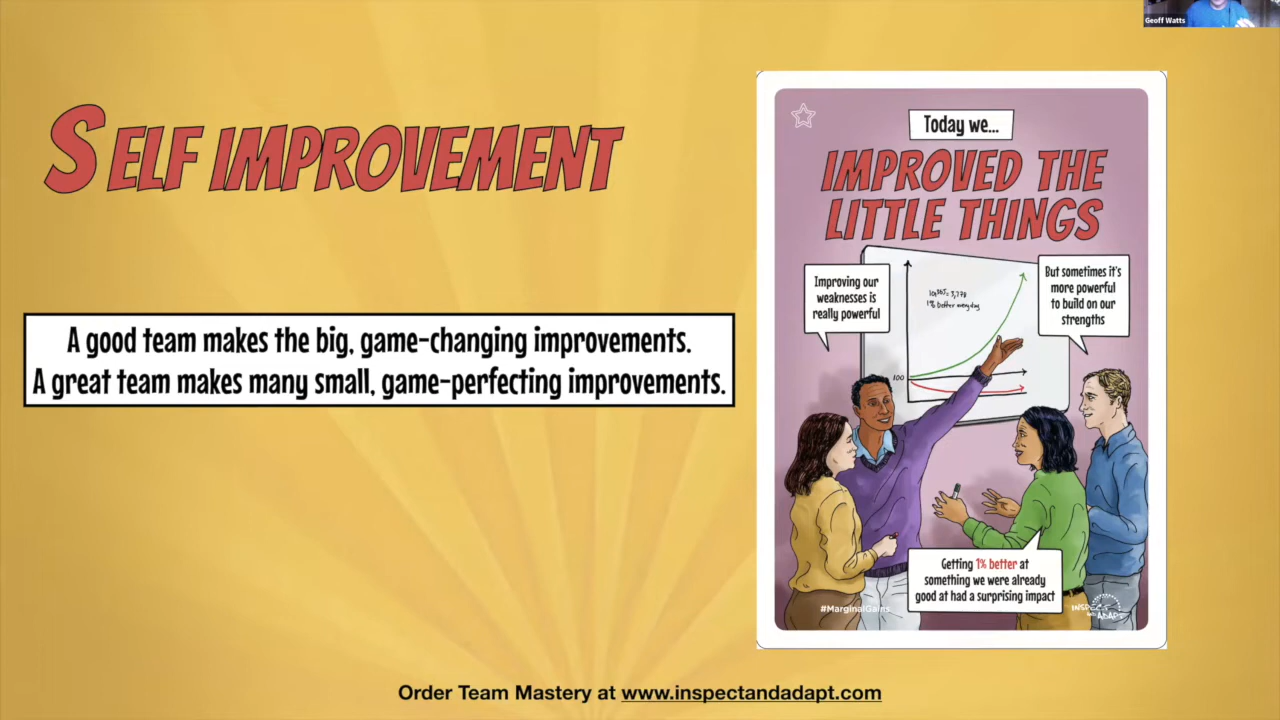 Geoff Watts
SELF IMPROVEMENT
A good team makes the big, game-changing improvements.
A great team makes many small, game-perfecting improvements.
Today we...
IMPROVED THE
LITTLE THINGS
Improving our
weaknesses is
really powerful
But sometimes it's
more powerful
to build on our
strengths
1% Better everyday
100
Getting 1% better at
something we were already
good at had a surprising impact
#MarginalGains
INSPECT
AND ADAPT
Order Team Mastery at www.inspectandadapt.com